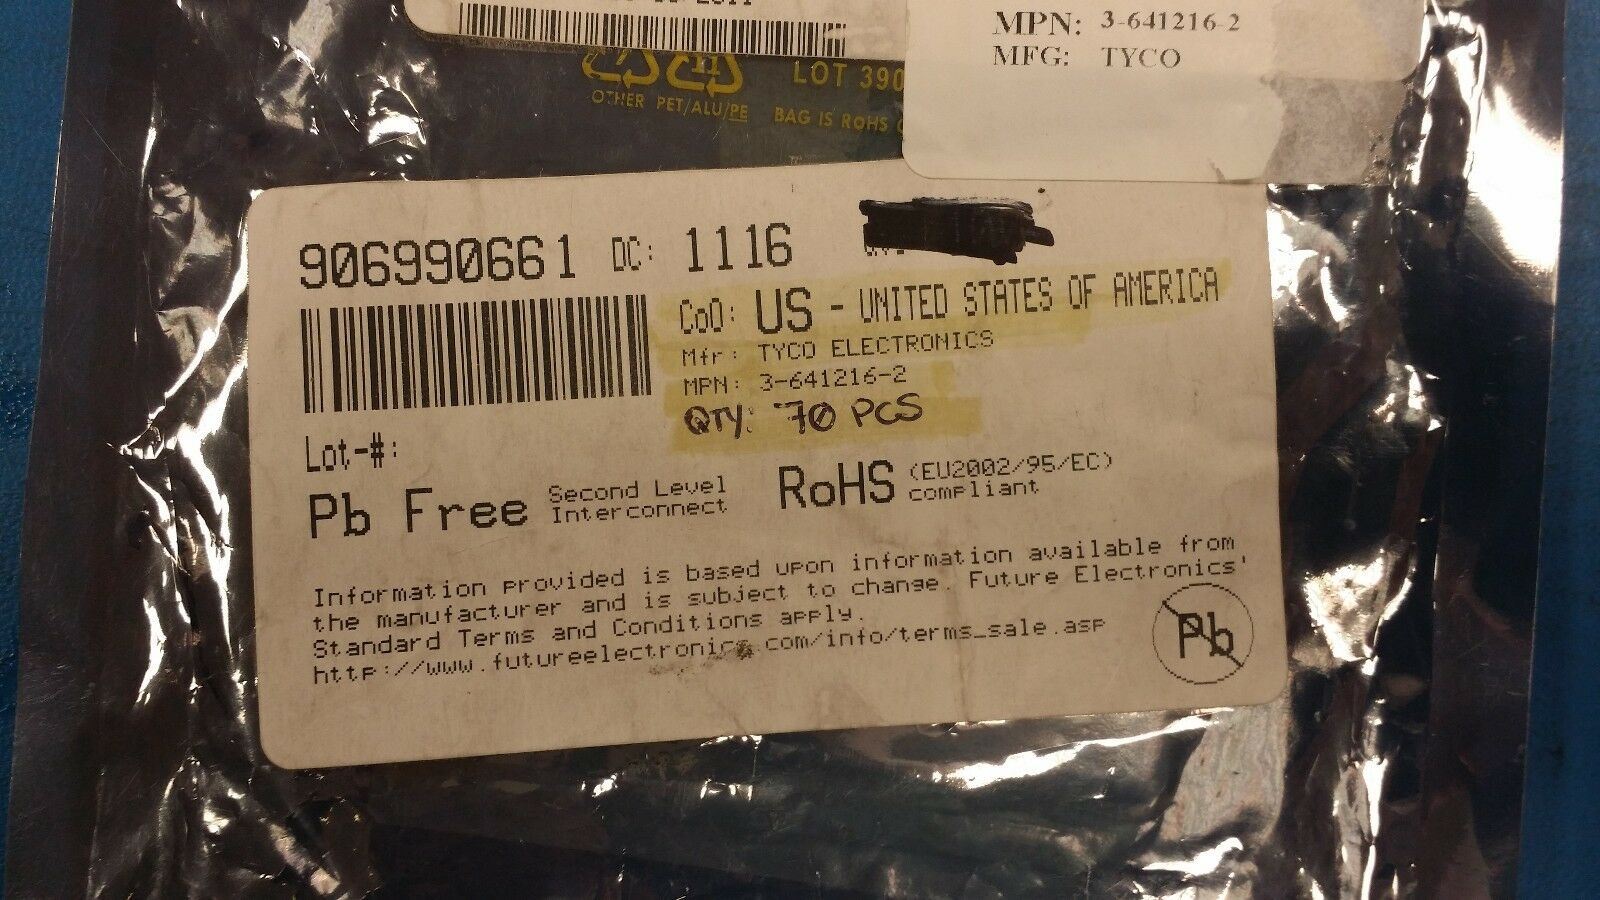 MPN: 3-641216-2
MFG: TYCO
LOT 390
OTHER PET/ALU/PE BAG IS ROHS
906990661 DC: 1116
CoO: US - UNITED STATES OF AMERICA
Mfr: TYCO ELECTRONICS
MPN: 3-641216-2
QTY: 70 PCS
Lot-#:
Pb Free Second Level
Interconnect
RoHS (EU2002/95/EC)
compliant
Information provided is based upon information available from
the manufacturer and is subject to change. Future Electronics'
Standard Terms and Conditions apply.
http://www.futureelectronics.com/info/terms_sale.asp
Pb